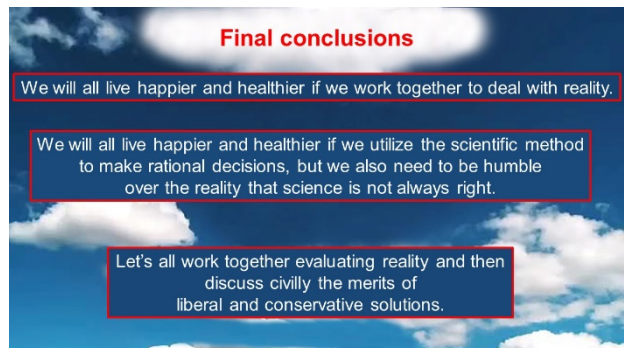 Final conclusions
We will all live happier and healthier if we work together to deal with reality.
We will all live happier and healthier if we utilize the scientific method
to make rational decisions, but we also need to be humble
over the reality that science is not always right.
Let's all work together evaluating reality and then
discuss civilly the merits of
liberal and conservative solutions.